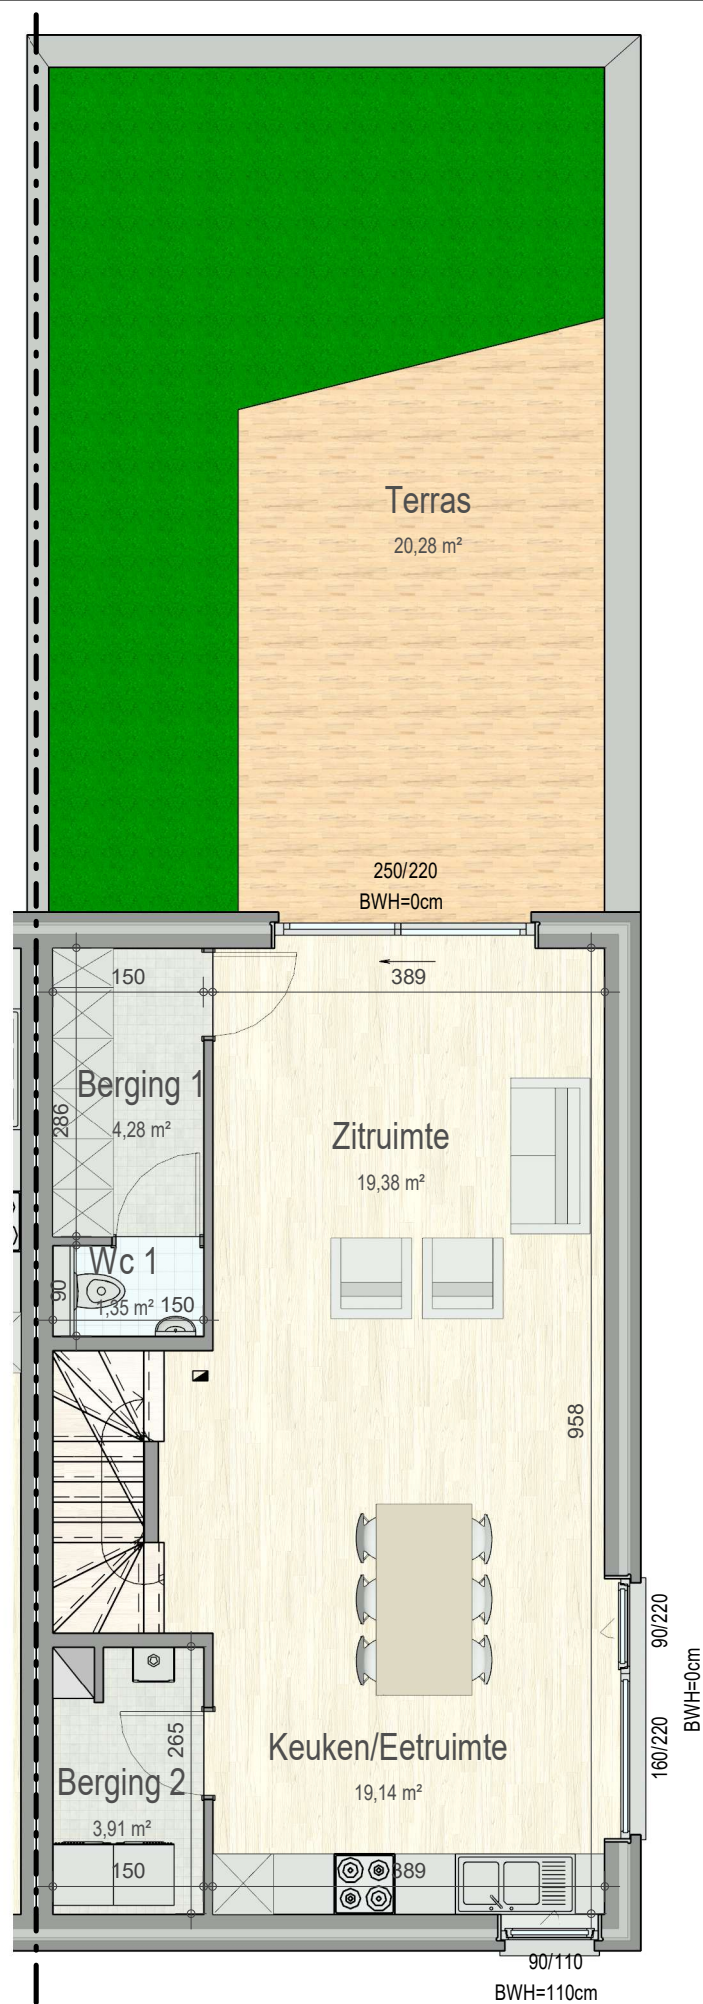 Terras
20,28 m²
250/220
BWH=0cm
150
389
Berging 1
286
4,28 m²
Zitruimte
19,38 m²
Wc 1
90
1,35 m²
150
958
90/220
BWH=0cm
160/220
265
Keuken/Eetruimte
19,14 m²
Berging 2
3,91 m²
150
389
90/110
BWH=110cm